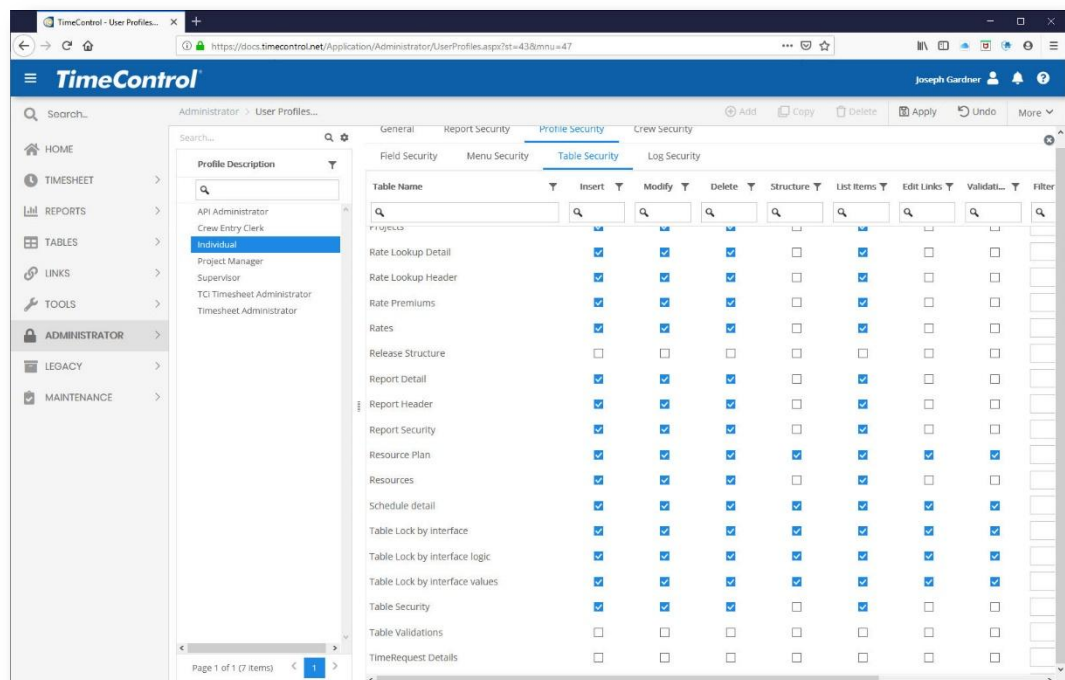 TimeControl - User Profiles...
https://docs.timecontrol.net/Application/Administrator/UserProfiles.aspx?st=43&mnu=47
TimeControl
Joseph Gardner
Search...
Administrator > User Profiles...
Add Copy Delete Apply Undo More
Search...
General Report Security Profile Security Crew Security
HOME
Profile Description
Field Security Menu Security Table Security Log Security
TIMESHEET
Table Name Insert Modify Delete Structure List Items Edit Links Validati... Filter
REPORTS
API Administrator
Crew Entry Clerk
Projects
TABLES
Individual
Rate Lookup Detail
Project Manager
LINKS
Supervisor
Rate Lookup Header
TCI Timesheet Administrator
TOOLS
Timesheet Administrator
Rate Premiums
Rates
ADMINISTRATOR
Release Structure
LEGACY
Report Detail
MAINTENANCE
Report Header
Report Security
Resource Plan
Resources
Schedule detail
Table Lock by interface
Table Lock by interface logic
Table Lock by interface values
Table Security
Table Validations
TimeRequest Details
Page 1 of 1 (7 items) < 1 >